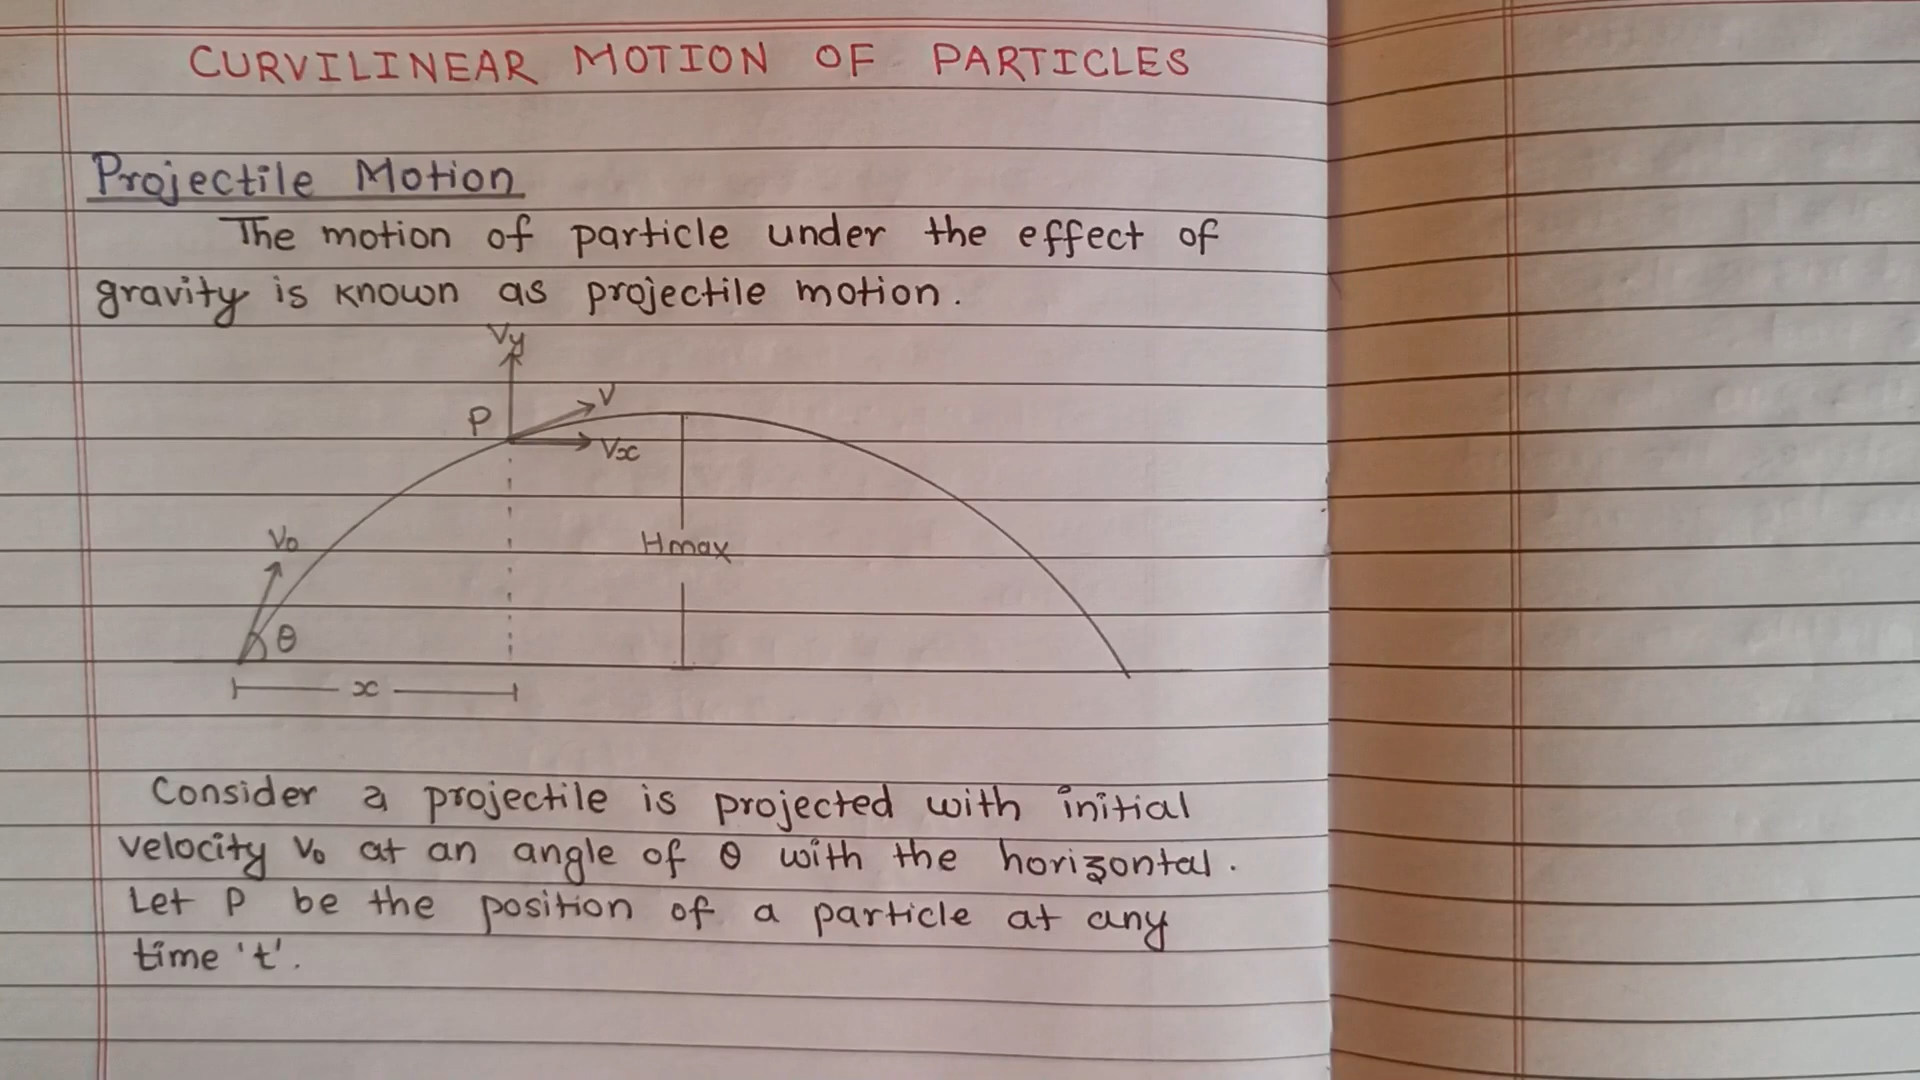 CURVILINEAR MOTION OF PARTICLES
Projectile Motion
The motion of particle under the effect of
gravity is known as projectile motion.
Vy
P
V
Vx
V₀
Hmax
θ
x
Consider a projectile is projected with initial
velocity V₀ at an angle of θ with the horizontal.
Let P be the position of a particle at any
time 't'.